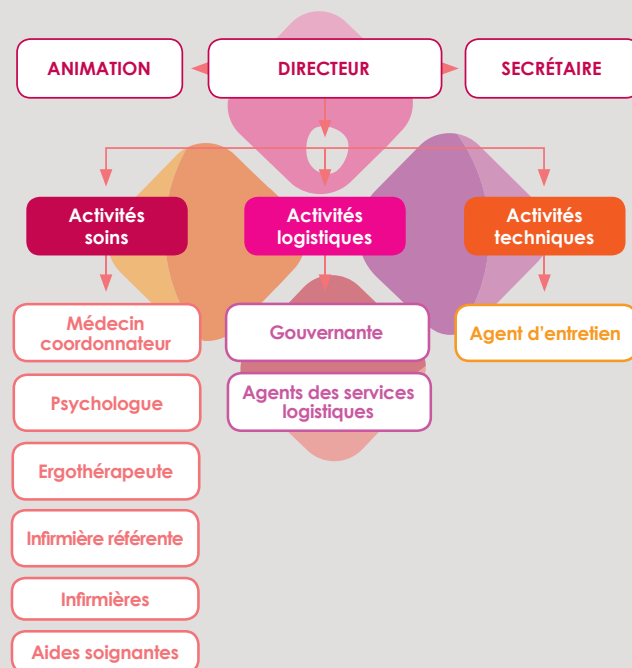 ANIMATION
DIRECTEUR
SECRÉTAIRE
Activités
soins
Activités
logistiques
Activités
techniques
Médecin
coordonnateur
Gouvernante
Agent d'entretien
Psychologue
Agents des services
logistiques
Ergothérapeute
Infirmière référente
Infirmières
Aides soignantes